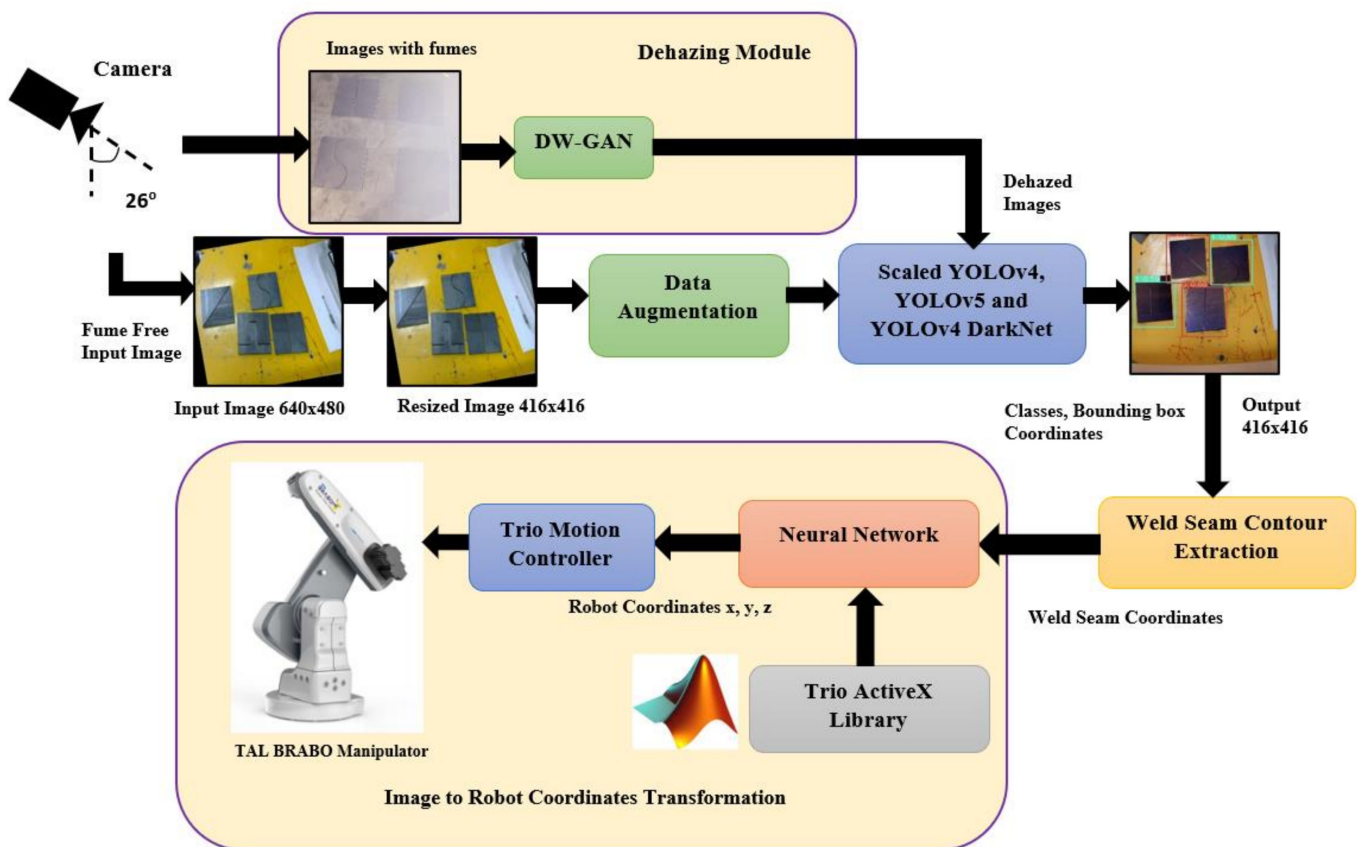 Camera
26°
Images with fumes
Dehazing Module
DW-GAN
Dehazed
Images
Fume Free
Input Image
Input Image 640x480
Resized Image 416x416
Data
Augmentation
Scaled YOLOv4,
YOLOv5 and
YOLOv4 DarkNet
Classes, Bounding box
Coordinates
Output
416x416
Weld Seam Contour
Extraction
Weld Seam Coordinates
Neural Network
Trio Motion
Controller
Robot Coordinates x, y, z
Trio ActiveX
Library
TAL BRABO Manipulator
Image to Robot Coordinates Transformation